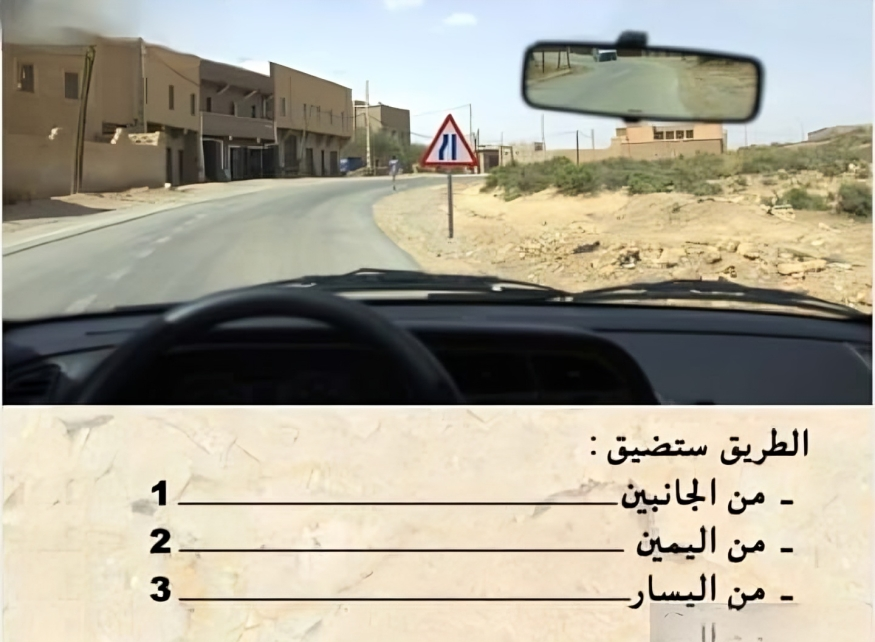 الطريق ستضيق :
- من الجانبين 1
- من اليمين 2
- من اليسار 3